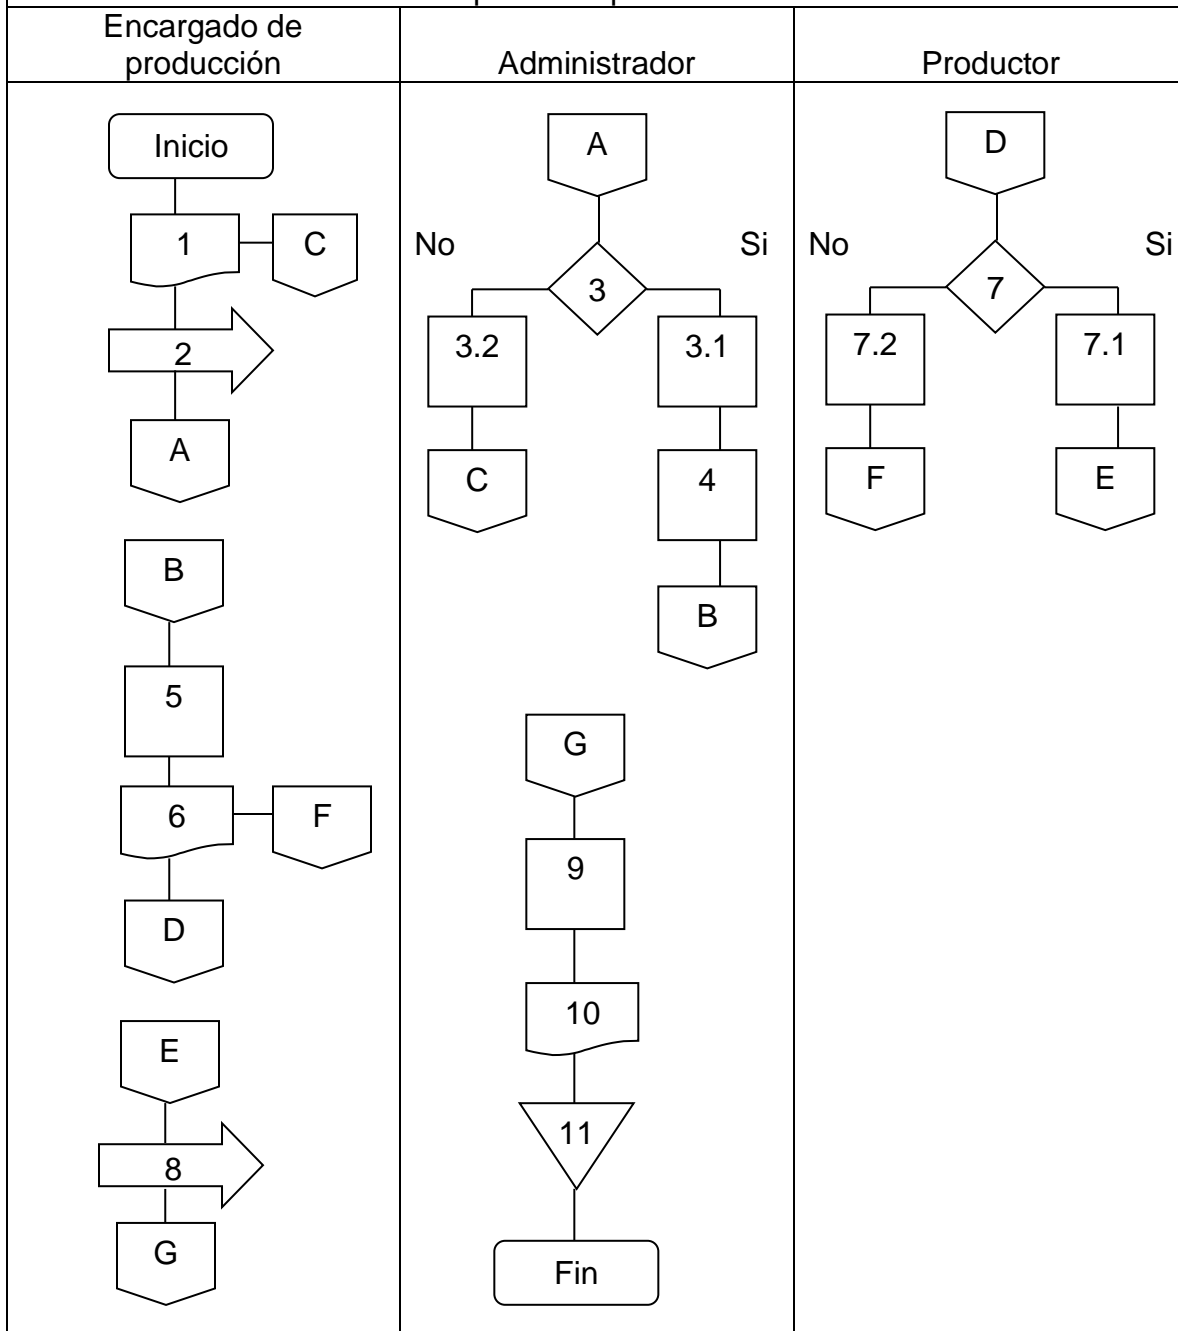 Encargado de
producción
Administrador
Productor
Inicio
1
C
2
A
B
5
6
F
D
E
8
G
A
No
Si
3
3.2
3.1
C
4
B
G
9
10
11
Fin
D
No
Si
7
7.2
7.1
F
E